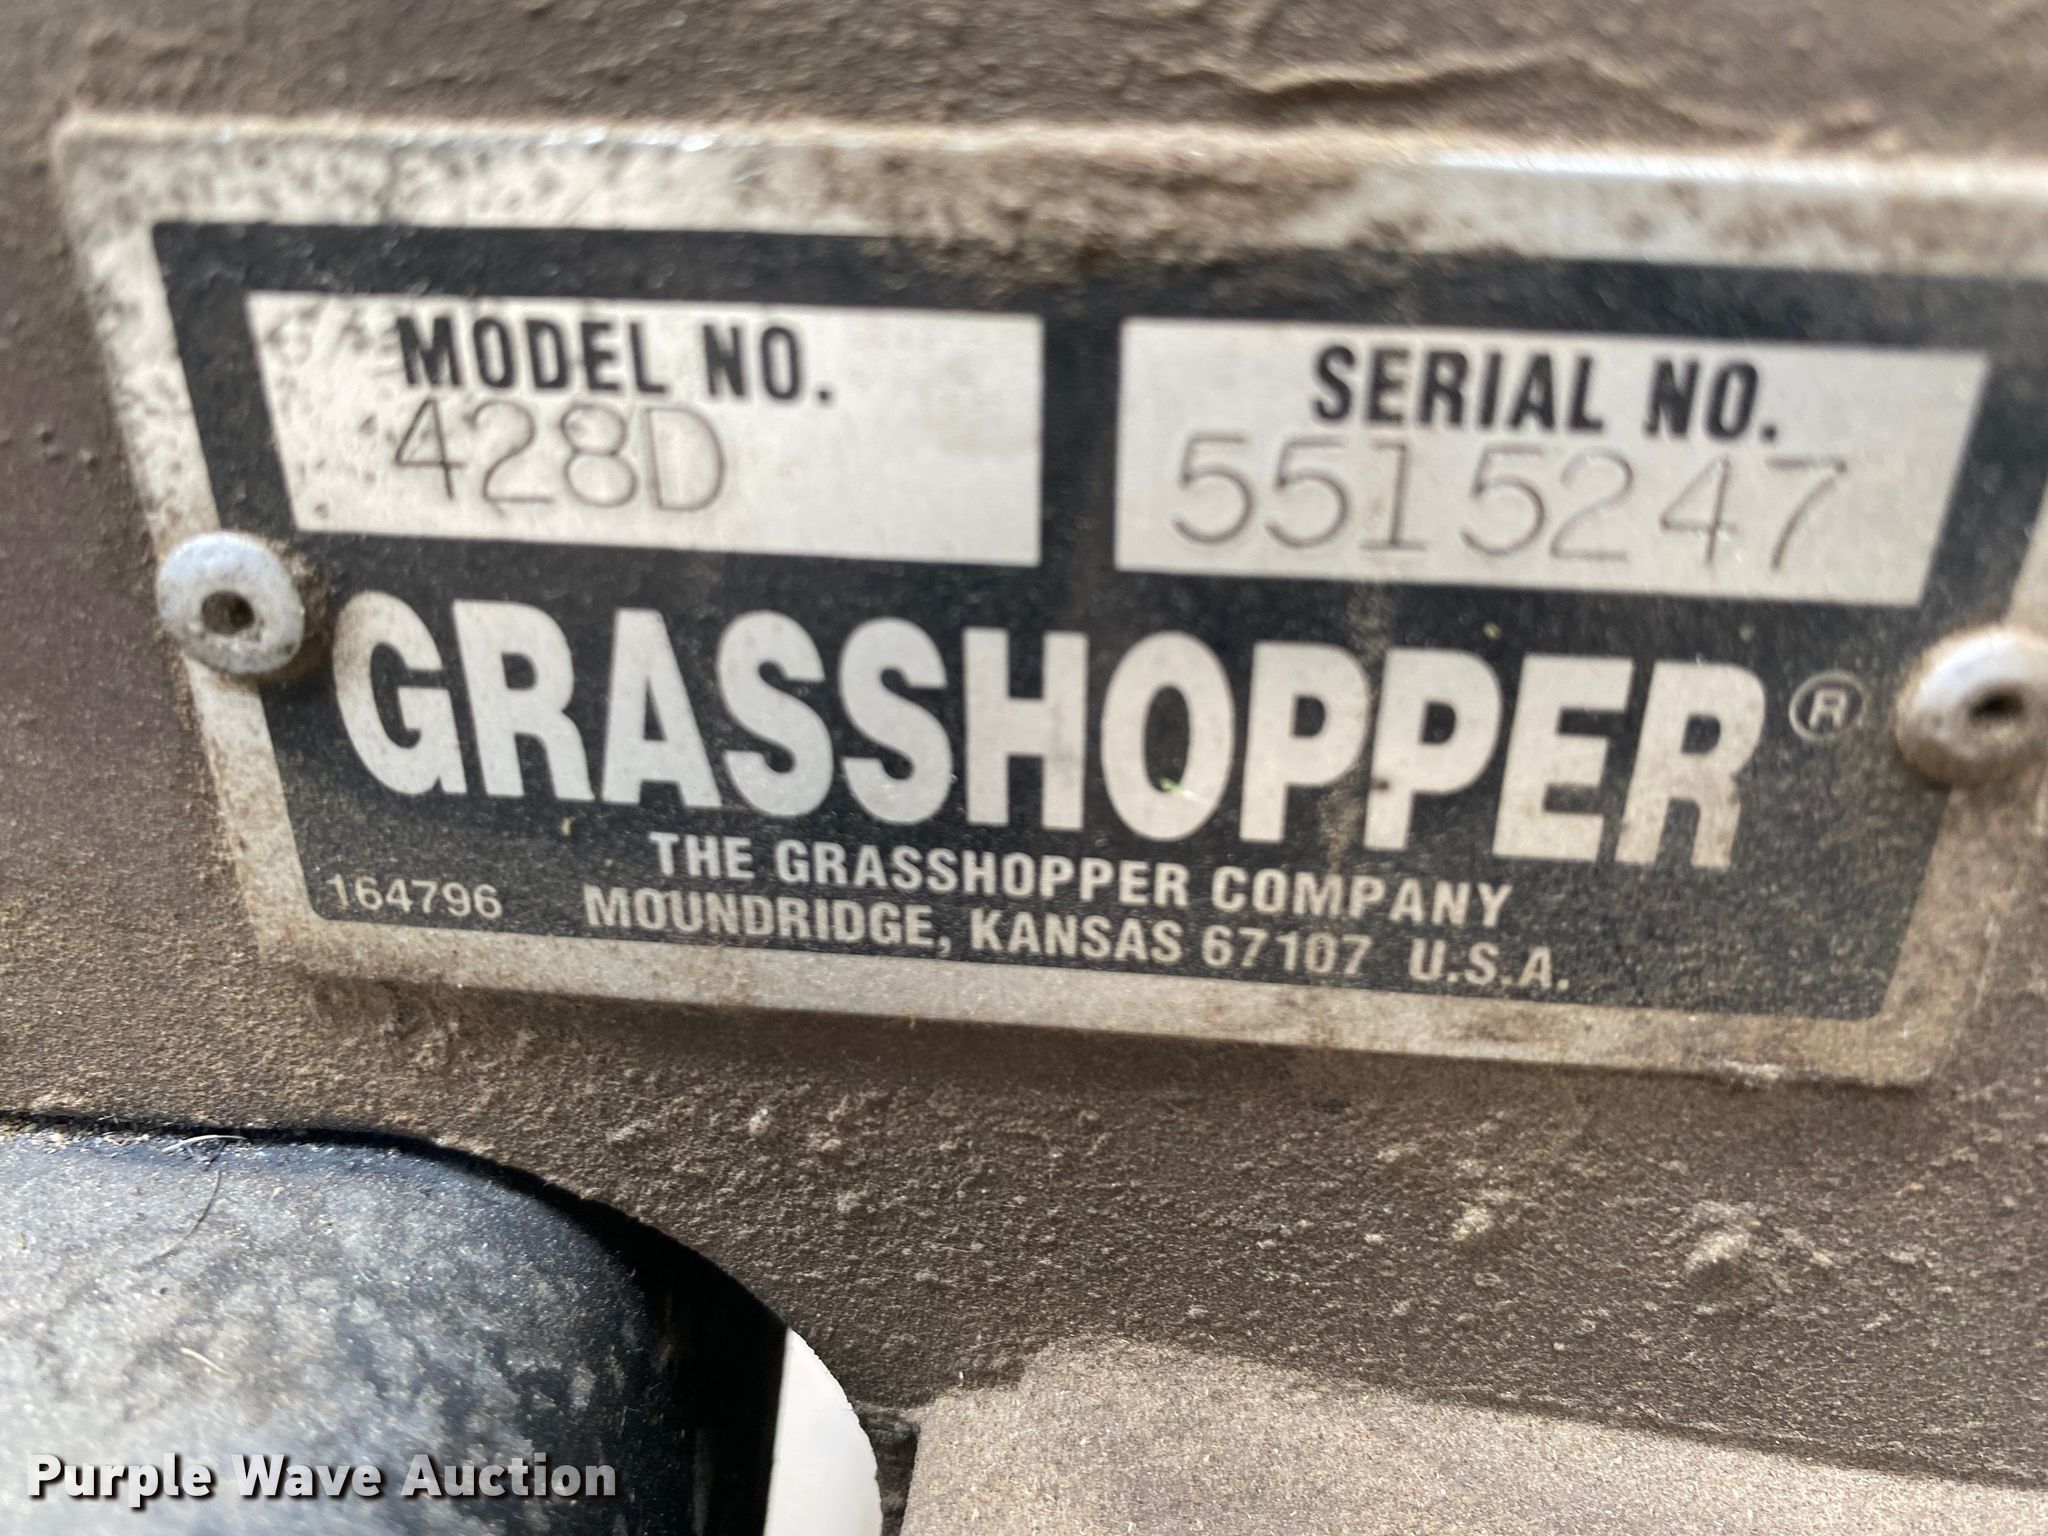 MODEL NO.
428D
SERIAL NO.
5515247
GRASSHOPPER®
THE GRASSHOPPER COMPANY
164796 MOUNDRIDGE, KANSAS 67107 U.S.A.
Purple Wave Auction